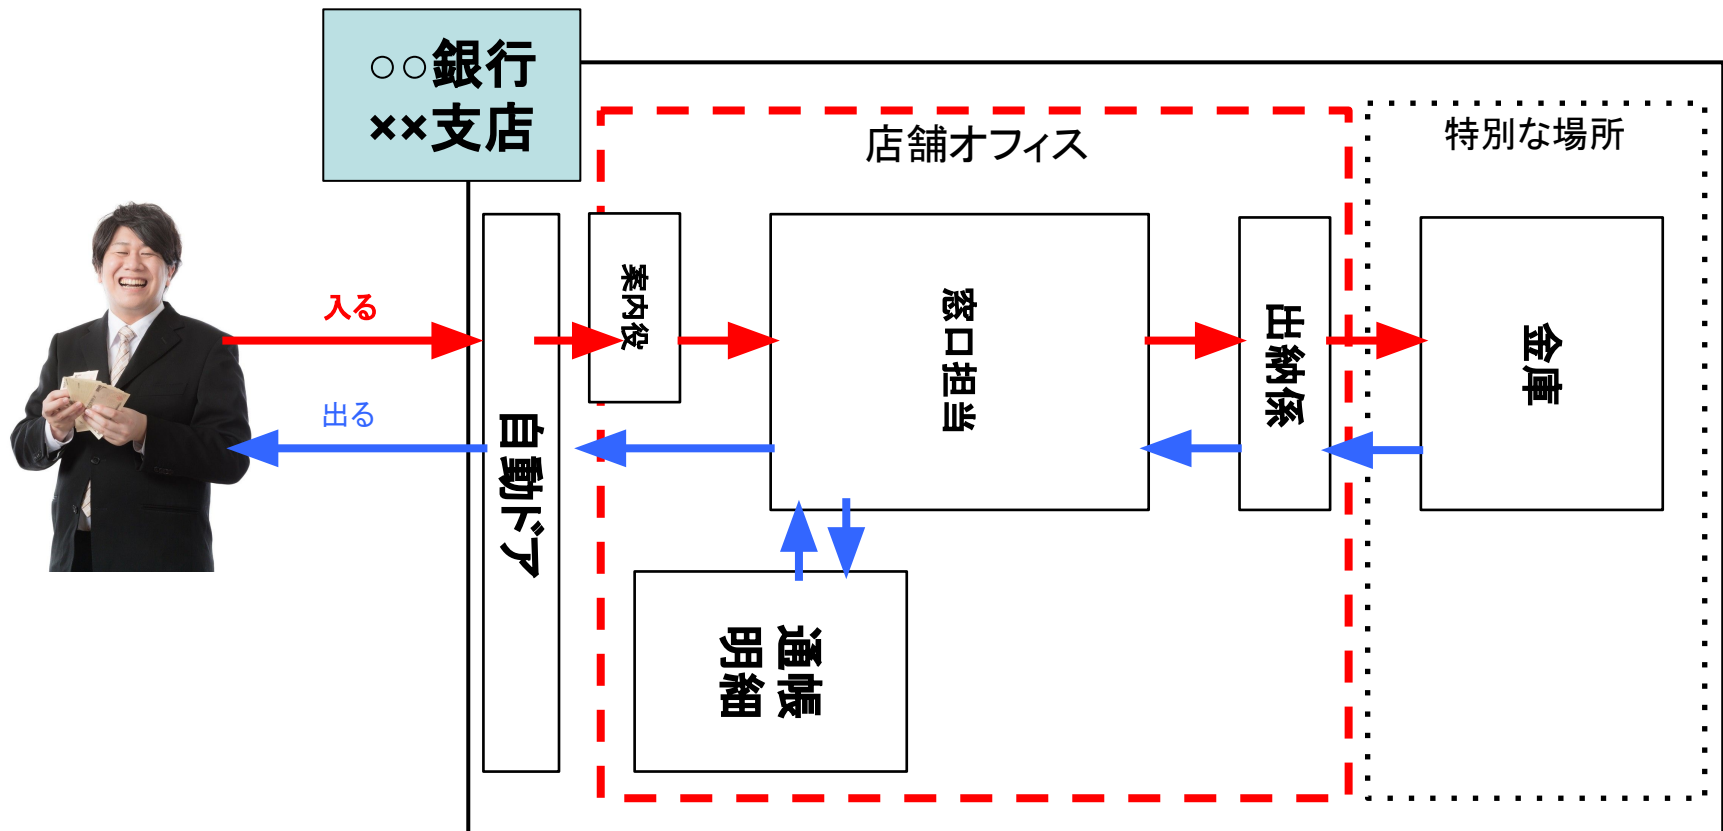 ○○銀行
××支店
店舗オフィス
特別な場所
入る
出る
自動ドア
案内役
窓口担当
出納係
金庫
通帳
明細